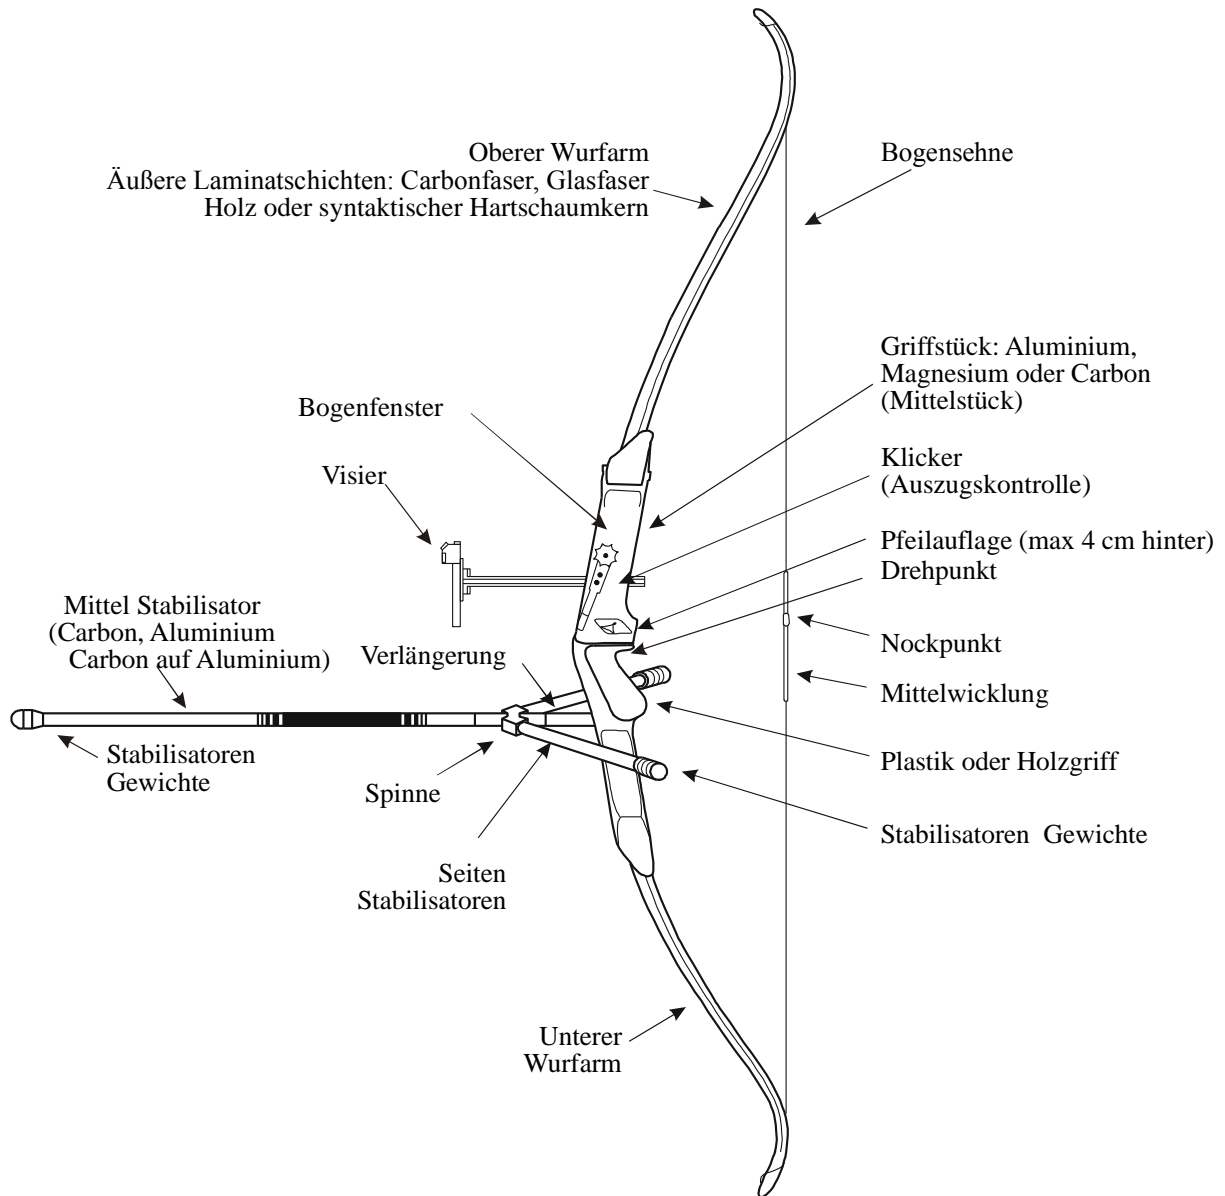 Oberer Wurfarm
Äußere Laminatschichten: Carbonfaser, Glasfaser
Holz oder syntaktischer Hartschaumkern
Bogensehne
Griffstück: Aluminium,
Magnesium oder Carbon
(Mittelstück)
Bogenfenster
Visier
Klicker
(Auszugskontrolle)
Pfeilauflage (max 4 cm hinter)
Drehpunkt
Mittel Stabilisator
(Carbon, Aluminium
Carbon auf Aluminium)
Verlängerung
Nockpunkt
Mittelwicklung
Stabilisatoren
Gewichte
Spinne
Plastik oder Holzgriff
Stabilisatoren Gewichte
Seiten
Stabilisatoren
Unterer
Wurfarm